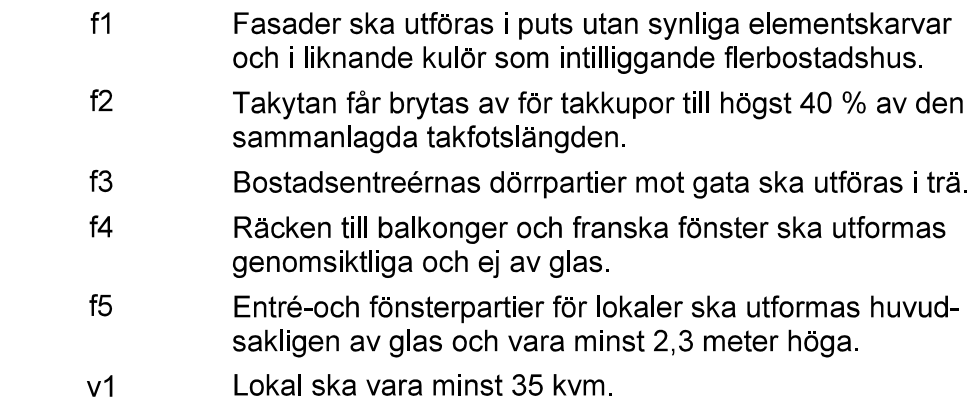 f1 Fasader ska utföras i puts utan synliga elementskarvar
och i liknande kulör som intilliggande flerbostadshus.
f2 Takytan får brytas av för takkupor till högst 40 % av den
sammanlagda takfotslängden.
f3 Bostadsentreérnas dörrpartier mot gata ska utföras i trä.
f4 Räcken till balkonger och franska fönster ska utformas
genomsiktliga och ej av glas.
f5 Entré-och fönsterpartier för lokaler ska utformas huvud-
sakligen av glas och vara minst 2,3 meter höga.
v1 Lokal ska vara minst 35 kvm.